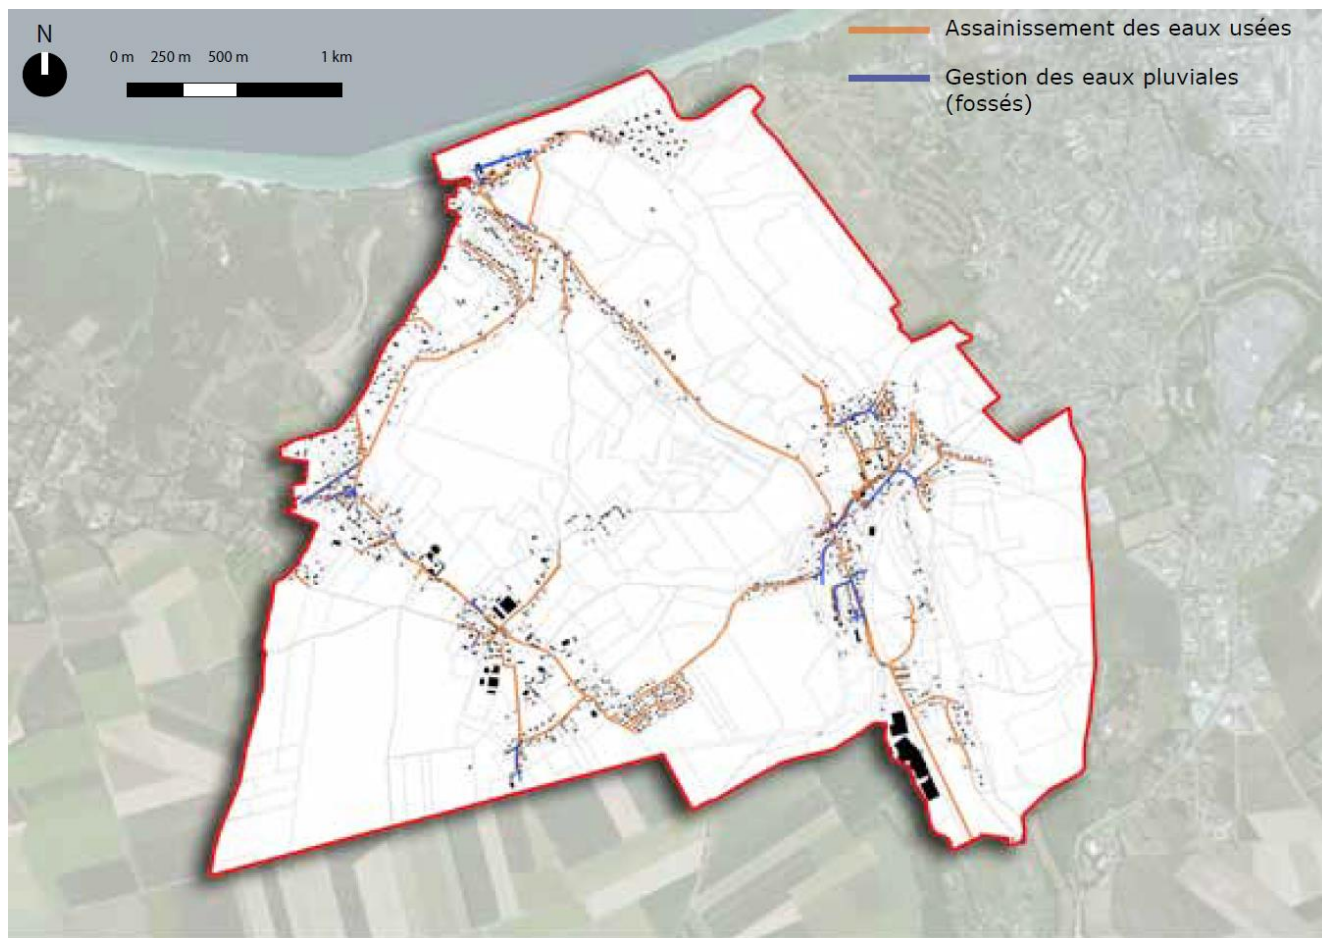 N
0 m 250 m 500 m 1 km
Assainissement des eaux usées
Gestion des eaux pluviales
(fossés)